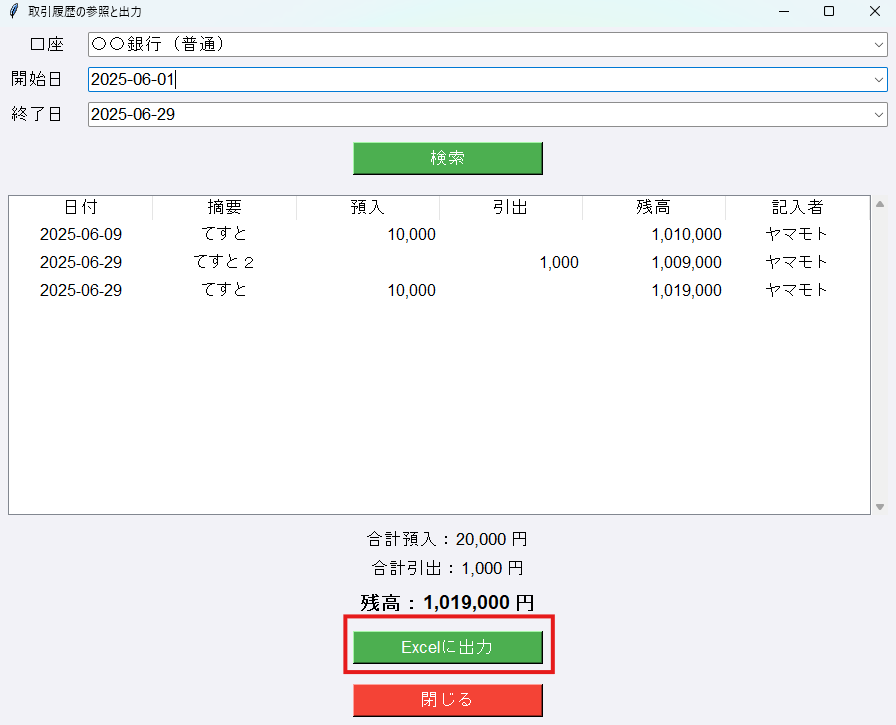 取引履歴の参照と出力
口座 〇〇銀行（普通）
開始日 2025-06-01
終了日 2025-06-29
検索
日付 摘要 預入 引出 残高 記入者
2025-06-09 てすと 10,000 1,010,000 ヤマモト
2025-06-29 てすと２ 1,000 1,009,000 ヤマモト
2025-06-29 てすと 10,000 1,019,000 ヤマモト
合計預入：20,000 円
合計引出：1,000 円
残高：1,019,000 円
Excelに出力
閉じる